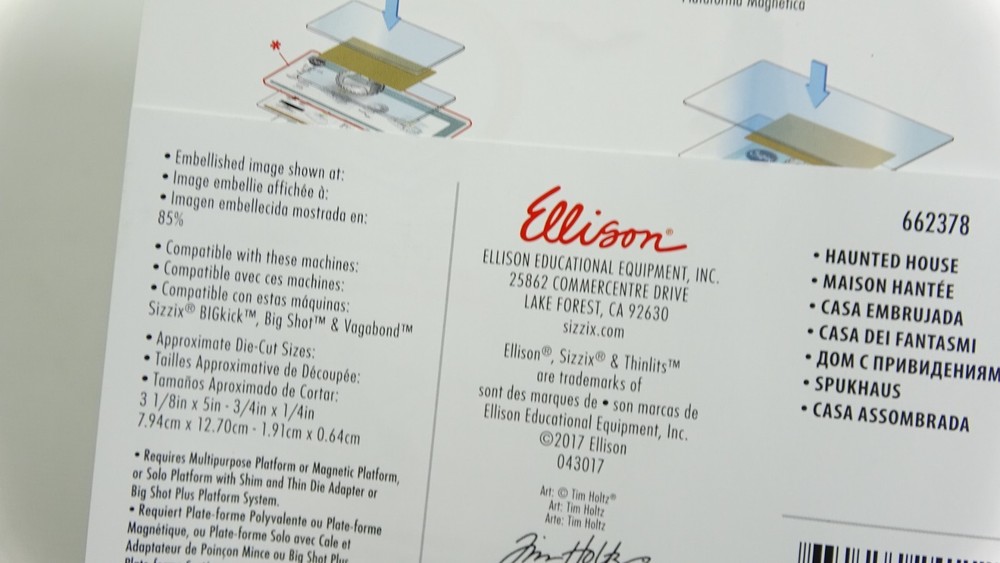 Plataforma Magnética
*
• Embellished image shown at:
• Image embellie affichée à:
• Imagen embellecida mostrada en:
85%
• Compatible with these machines:
• Compatible avec ces machines:
• Compatible con estas máquinas:
Sizzix® BIGkick™, Big Shot™ & Vagabond™
• Approximate Die-Cut Sizes:
• Tailles Approximative de Découpée:
• Tamaños Aproximado de Cortar:
3 1/8in x 5in - 3/4in x 1/4in
7.94cm x 12.70cm - 1.91cm x 0.64cm
• Requires Multipurpose Platform or Magnetic Platform,
or Solo Platform with Shim and Thin Die Adapter or
Big Shot Plus Platform System.
• Requiert Plate-forme Polyvalente ou Plate-forme
Magnétique, ou Plate-forme Solo avec Cale et
Adaptateur de Poinçon Mince ou Big Shot Plus
Ellison®
ELLISON EDUCATIONAL EQUIPMENT, INC.
25862 COMMERCENTRE DRIVE
LAKE FOREST, CA 92630
sizzix.com
Ellison®, Sizzix® & Thinlits™
are trademarks of
sont des marques de • son marcas de
Ellison Educational Equipment, Inc.
©2017 Ellison
043017
Art: © Tim Holtz®
Art: Tim Holtz
Arte: Tim Holtz
Tim Holtz
662378
• HAUNTED HOUSE
• MAISON HANTÉE
• CASA EMBRUJADA
• CASA DEI FANTASMI
• ДОМ С ПРИВИДЕНИЯМ
• SPUKHAUS
• CASA ASSOMBRADA